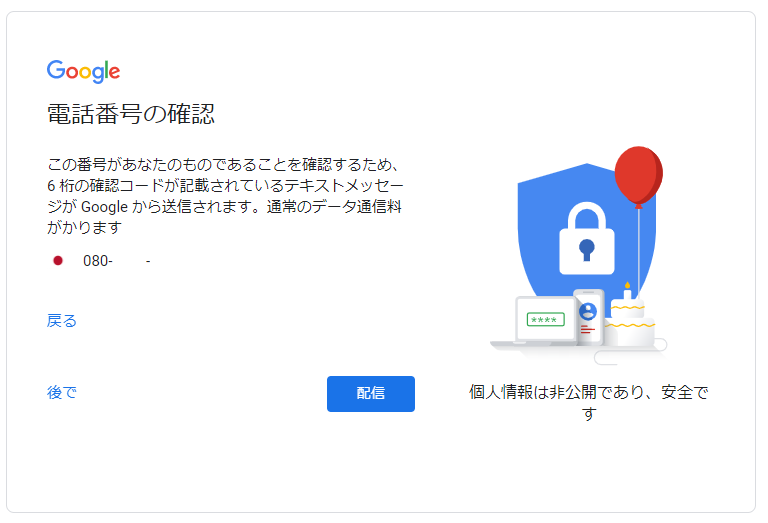 Google
電話番号の確認
この番号があなたのものであることを確認するため、
6 桁の確認コードが記載されているテキストメッセー
ジが Google から送信されます。通常のデータ通信料
がかります
080- -
戻る
後で
配信
****
個人情報は非公開であり、安全で
す